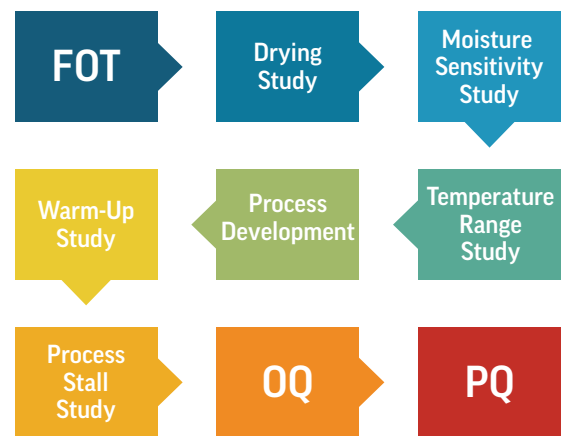 FOT
Drying
Study
Moisture
Sensitivity
Study
Temperature
Range
Study
Process
Development
Warm-Up
Study
Process
Stall
Study
OQ
PQ